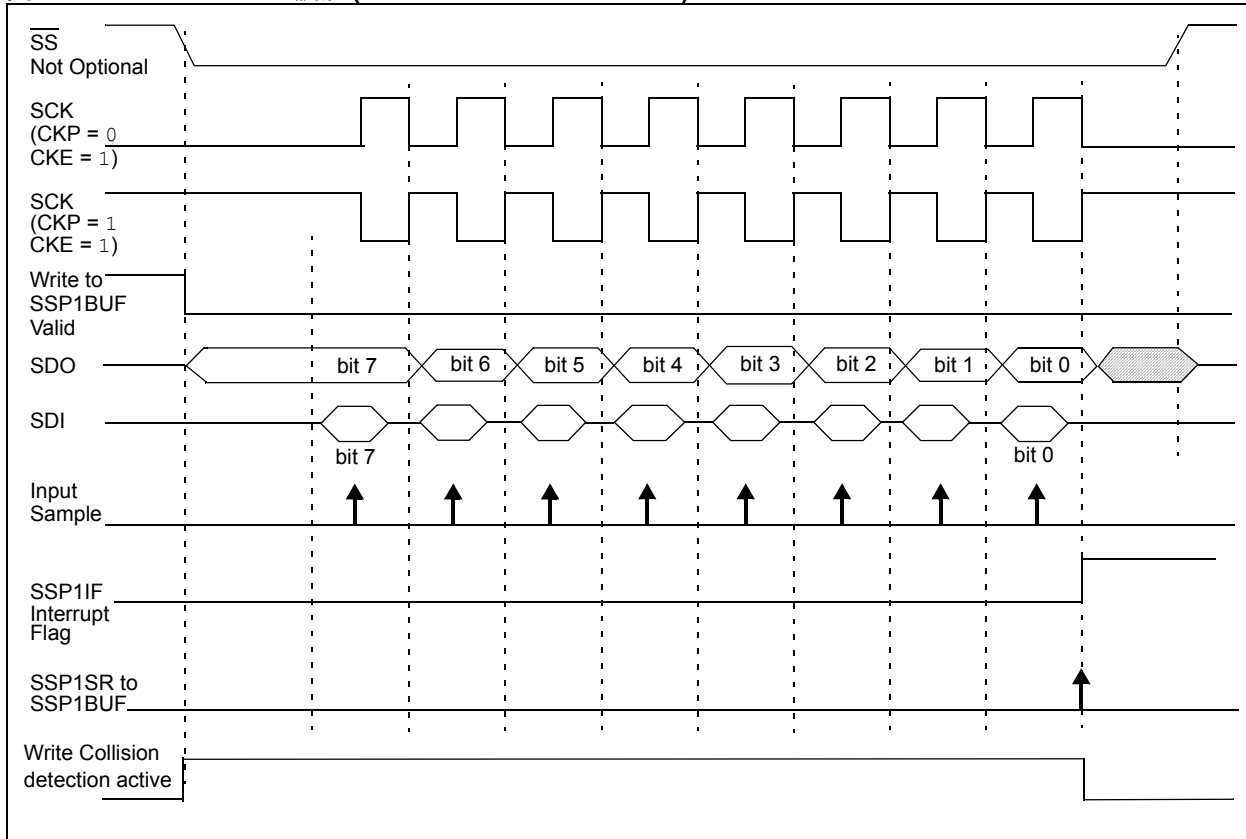 SS
Not Optional
SCK
(CKP = 0
CKE = 1)
SCK
(CKP = 1
CKE = 1)
Write to
SSP1BUF
Valid
SDO
bit 7 bit 6 bit 5 bit 4 bit 3 bit 2 bit 1 bit 0
SDI
bit 7 bit 0
Input
Sample
SSP1IF
Interrupt
Flag
SSP1SR to
SSP1BUF
Write Collision
detection active